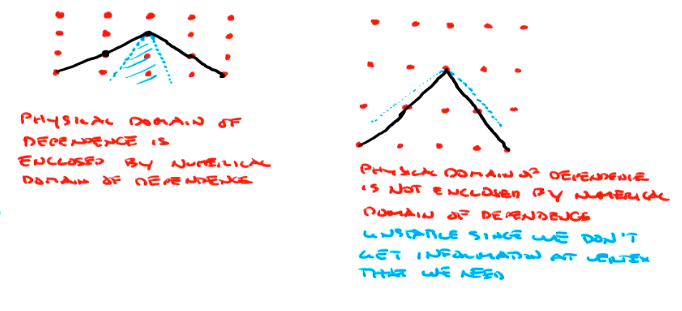 PHYSICAL DOMAIN OF
DEPENDENCE IS
ENCLOSED BY NUMERICAL
DOMAIN OF DEPENDENCE
PHYSICAL DOMAIN OF DEPENDENCE
IS NOT ENCLOSED BY NUMERICAL
DOMAIN OF DEPENDENCE
UNSTABLE SINCE WE DON'T
GET INFORMATION AT VERTEX
THAT WE NEED